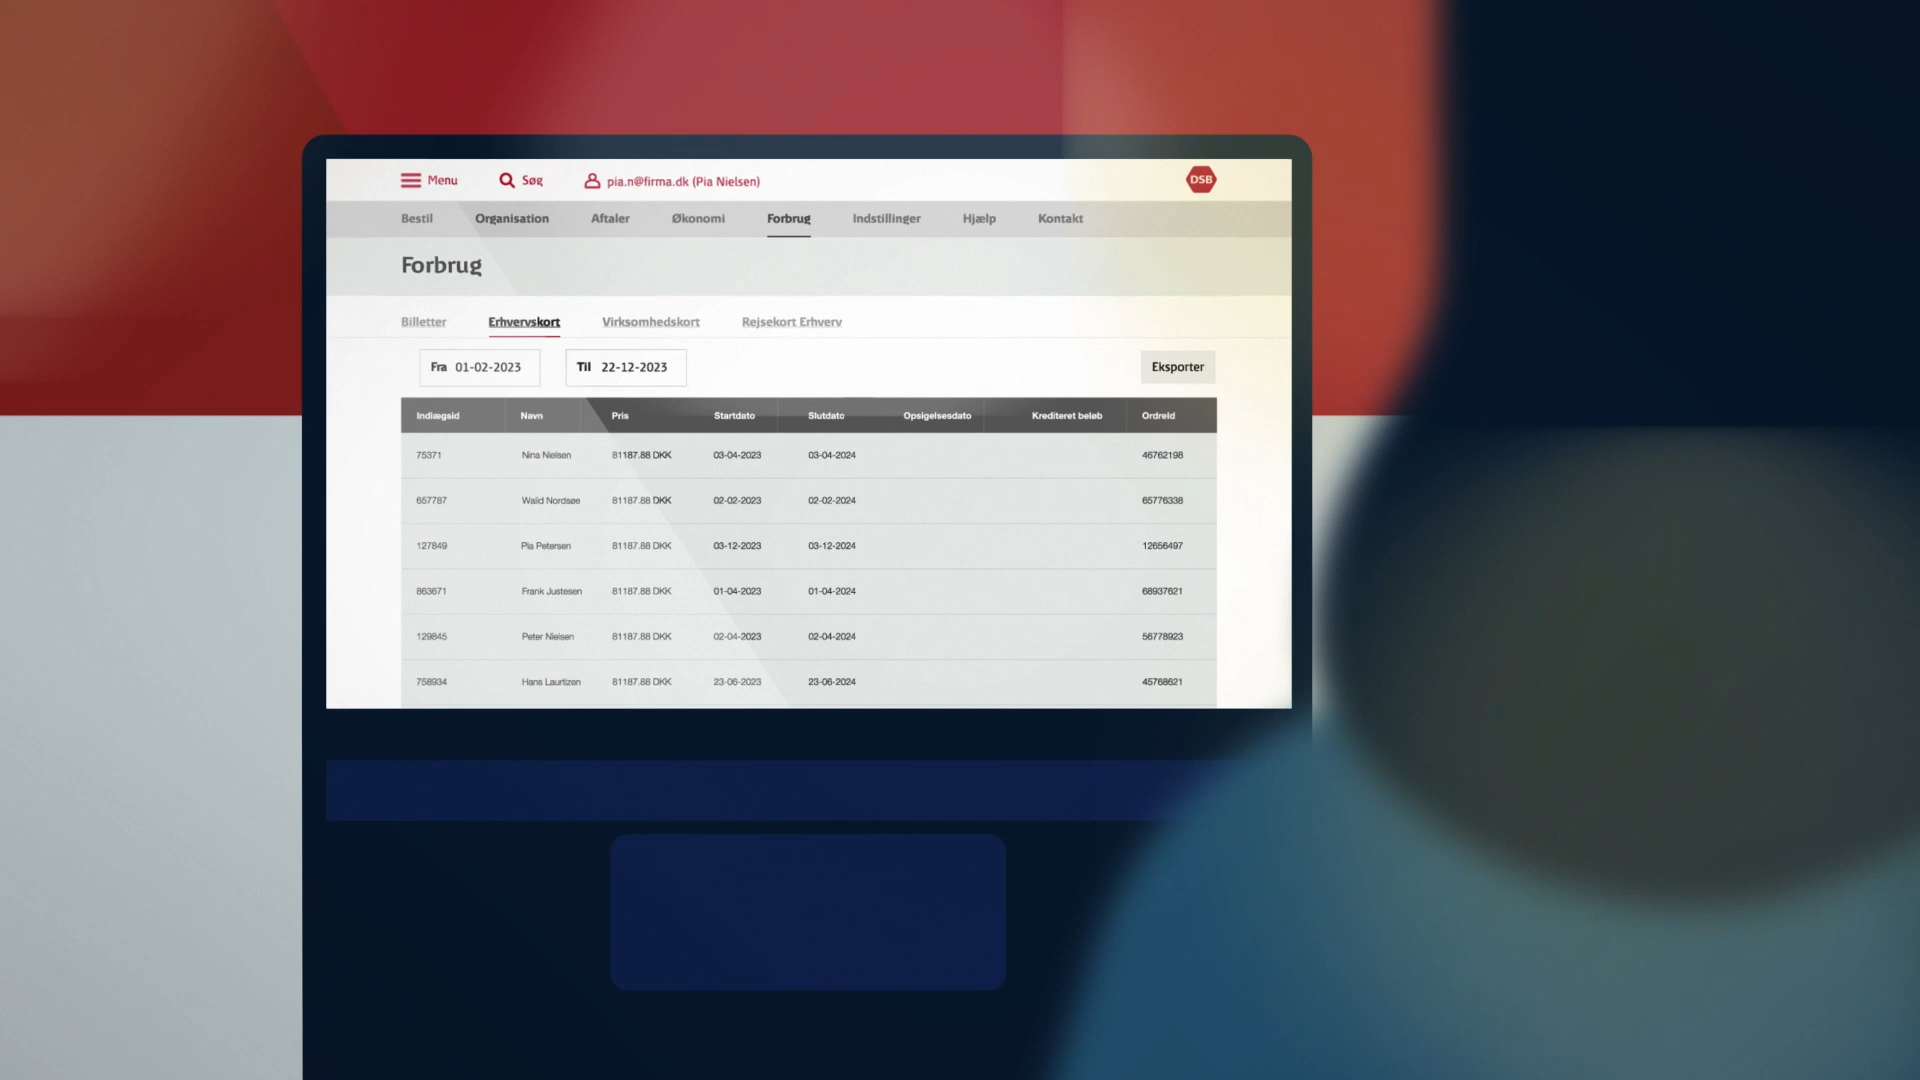 Menu Søg pia.n@firma.dk (Pia Nielsen) DSB
Bestil Organisation Aftaler Økonomi Forbrug Indstillinger Hjælp Kontakt
Forbrug
Billetter Erhvervskort Virksomhedskort Rejsekort Erhverv
Fra 01-02-2023 Til 22-12-2023 Eksporter
Indlægsid Navn Pris Startdato Slutdato Opsigelsesdato Krediteret beløb OrdreId
75371 Nina Nielsen 81187.88 DKK 03-04-2023 03-04-2024 46762198
657787 Walid Nordsøe 81187.88 DKK 02-02-2023 02-02-2024 65776338
127849 Pia Petersen 81187.88 DKK 03-12-2023 03-12-2024 12656497
863671 Frank Justesen 81187.88 DKK 01-04-2023 01-04-2024 68937621
129845 Peter Nielsen 81187.88 DKK 02-04-2023 02-04-2024 56778923
758934 Hans Laurtizen 81187.88 DKK 23-06-2023 23-06-2024 45768621